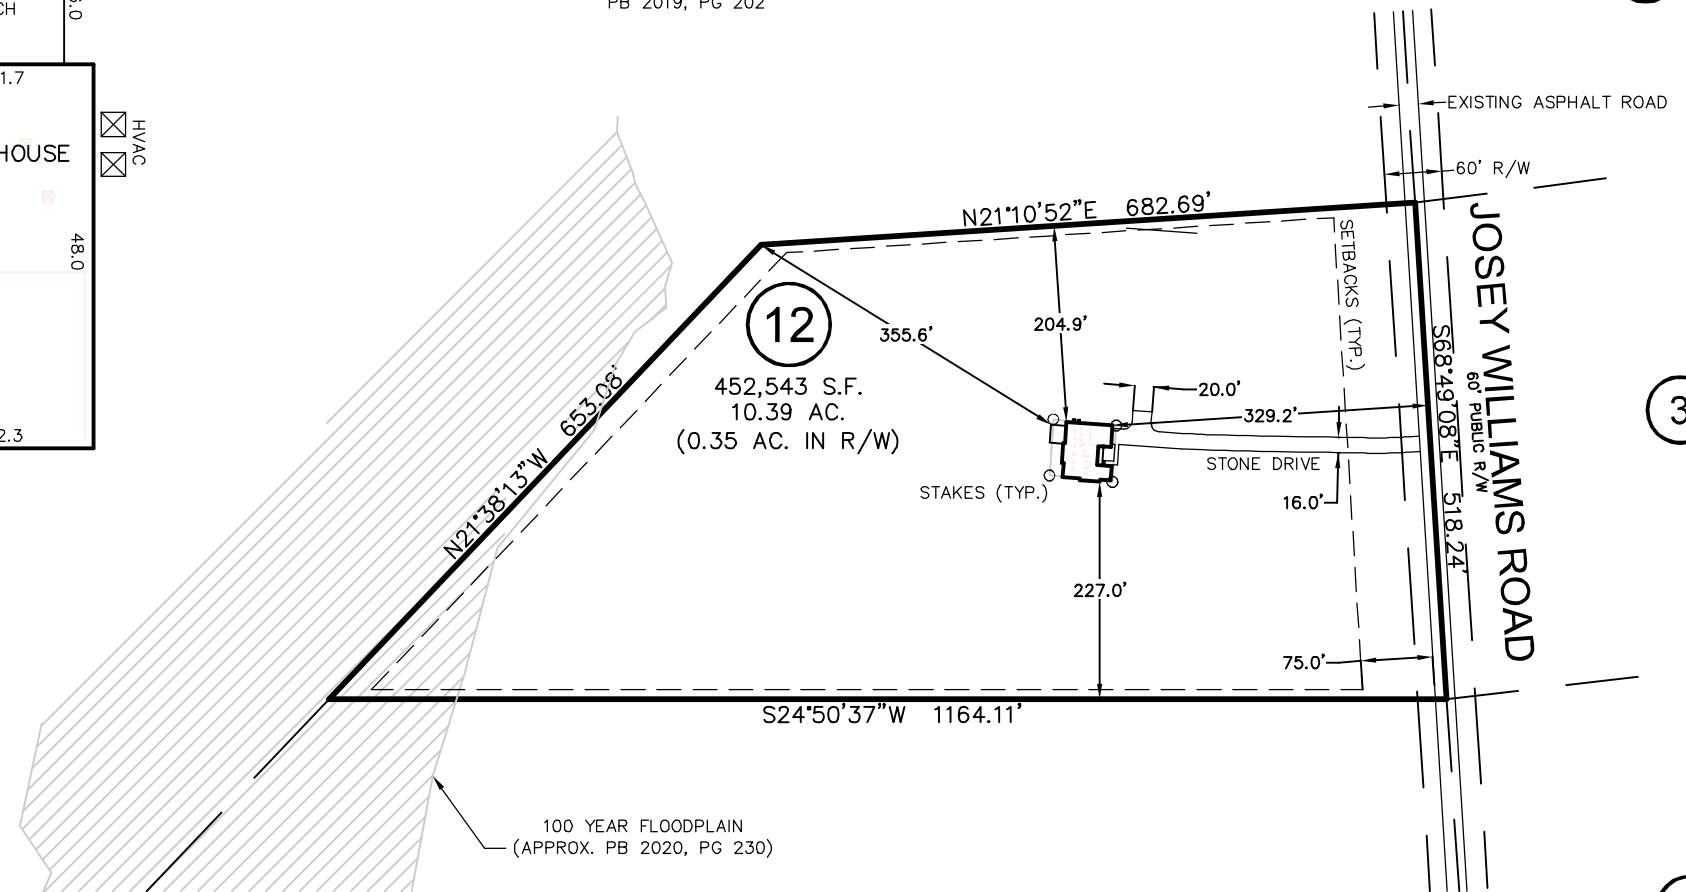 PB 2019, PG 202
HOUSE
HVAC
48.0
EXISTING ASPHALT ROAD
60' R/W
N21°10'52"E 682.69'
SETBACKS (TYP.)
JOSEY WILLIAMS ROAD
60' PUBLIC R/W
S68°49'08"E 518.24'
12
452,543 S.F.
10.39 AC.
(0.35 AC. IN R/W)
355.6'
204.9'
20.0'
329.2'
STONE DRIVE
16.0'
STAKES (TYP.)
227.0'
75.0'
N21°38'13"W 653.08'
S24°50'37"W 1164.11'
100 YEAR FLOODPLAIN
(APPROX. PB 2020, PG 230)
3